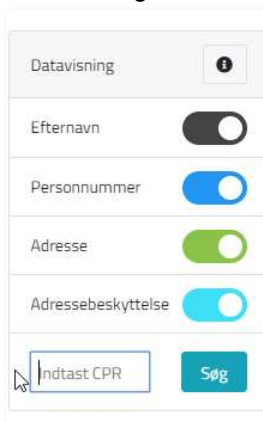 Datavisning
Efternavn
Personnummer
Adresse
Adressebeskyttelse
Indtast CPR Søg